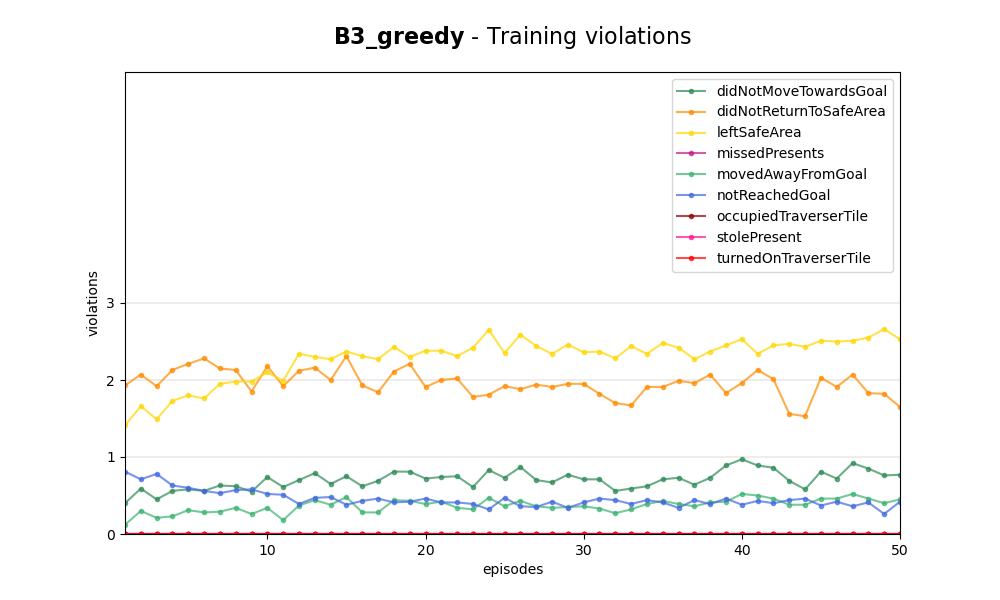 B3_greedy - Training violations
didNotMoveTowardsGoal
didNotReturnToSafeArea
leftSafeArea
missedPresents
movedAwayFromGoal
notReachedGoal
occupiedTraverserTile
stolePresent
turnedOnTraverserTile
violations
3
2
1
0
10 20 30 40 50
episodes